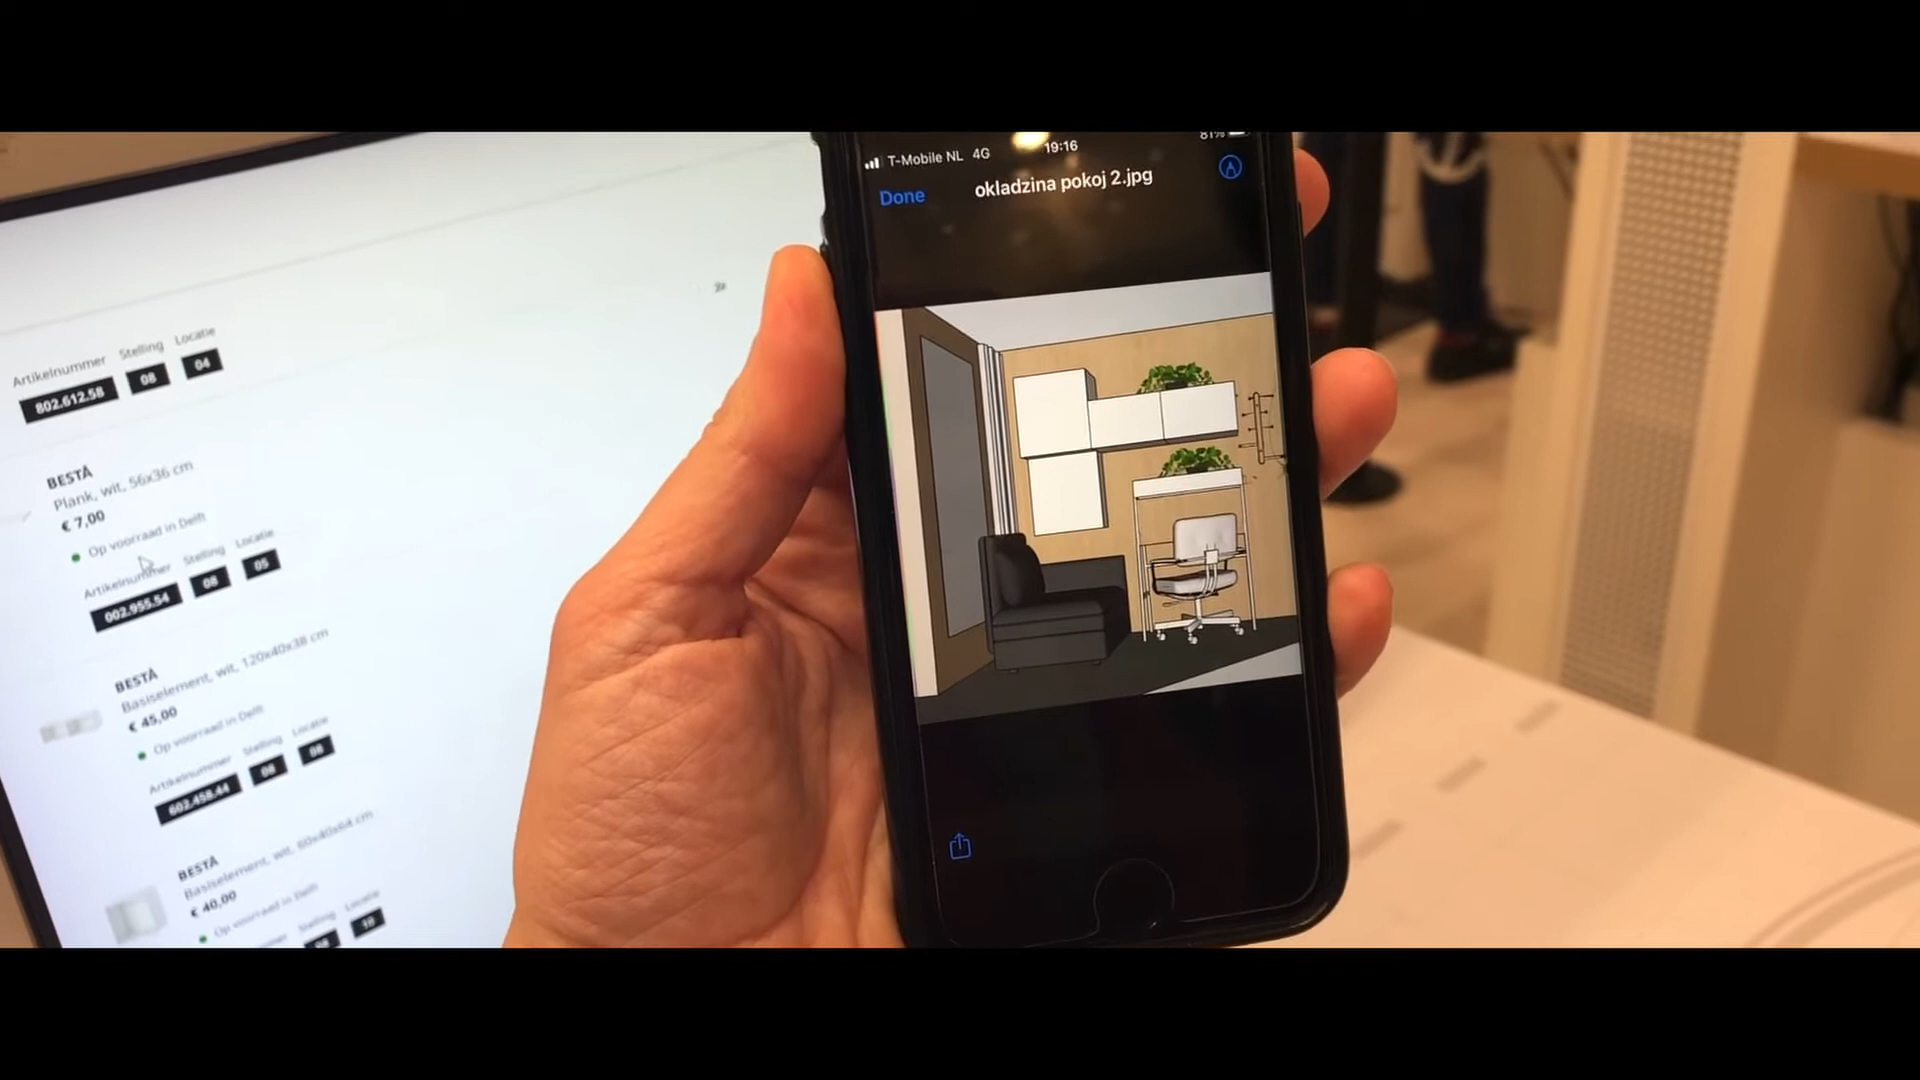 Artikelnummer Stelling Locatie
802.612.58 08 04
BESTÅ
Plank, wit, 56x36 cm
€ 7,00
Op voorraad in Delft
Artikelnummer Stelling Locatie
002.955.54 08 05
BESTÅ
Basiselement, wit, 120x40x38 cm
€ 45,00
Op voorraad in Delft
Artikelnummer Stelling Locatie
603.458.44 08 08
BESTÅ
Basiselement, wit, 60x40x64 cm
€ 40,00
Op voorraad in Delft
Stelling Locatie
10
T-Mobile NL 4G 19:16 81%
Done okladzina pokoj 2.jpg